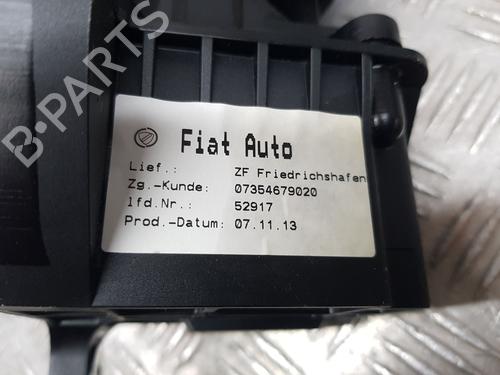 B-PARTS
Fiat Auto
Lief.: ZF Friedrichshafen
Zg.-Kunde: 07354679020
lfd.Nr.: 52917
Prod.-Datum: 07.11.13